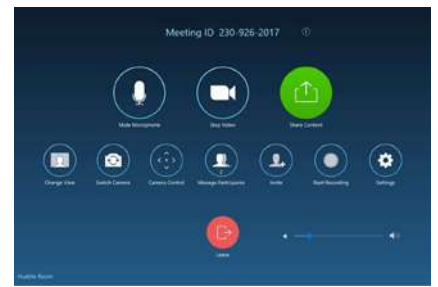 Meeting ID 230-926-2017
Mute Microphone
Stop Video
Share Content
Change View
Switch Camera
Camera Control
Manage Participants
2
Invite
Start Recording
Settings
Leave
Huddle Room